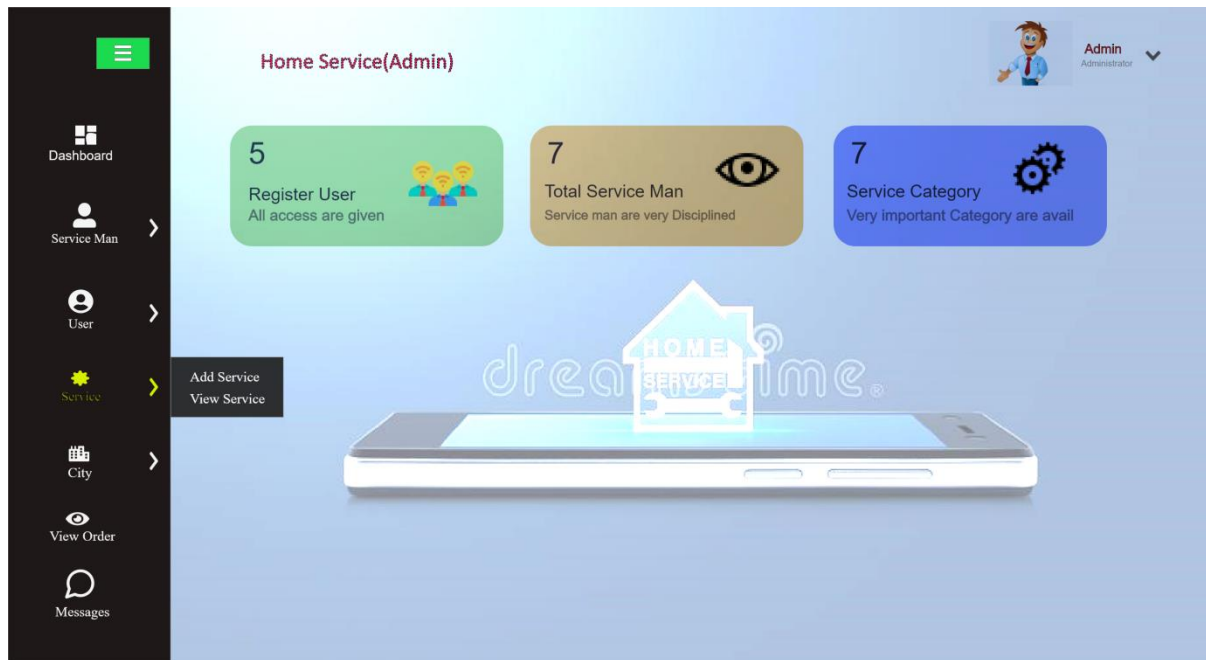 Home Service(Admin)
Admin
Administrator
Dashboard
Service Man
User
Service
Add Service
View Service
City
View Order
Messages
5
Register User
All access are given
7
Total Service Man
Service man are very Disciplined
7
Service Category
Very important Category are avail
HOME
SERVICE
dreamstime